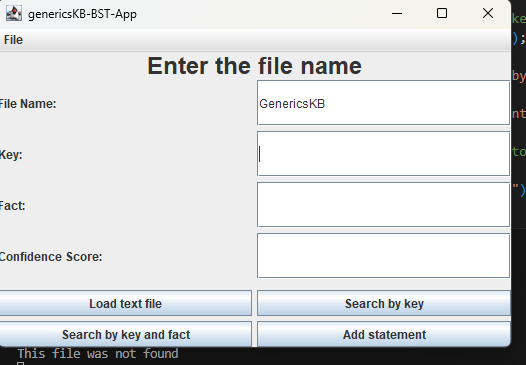 genericsKB-BST-App
File
Enter the file name
File Name:
GenericsKB
Key:
Fact:
Confidence Score:
Load text file
Search by key
Search by key and fact
Add statement
This file was not found
ke
);
by
nt
to
")